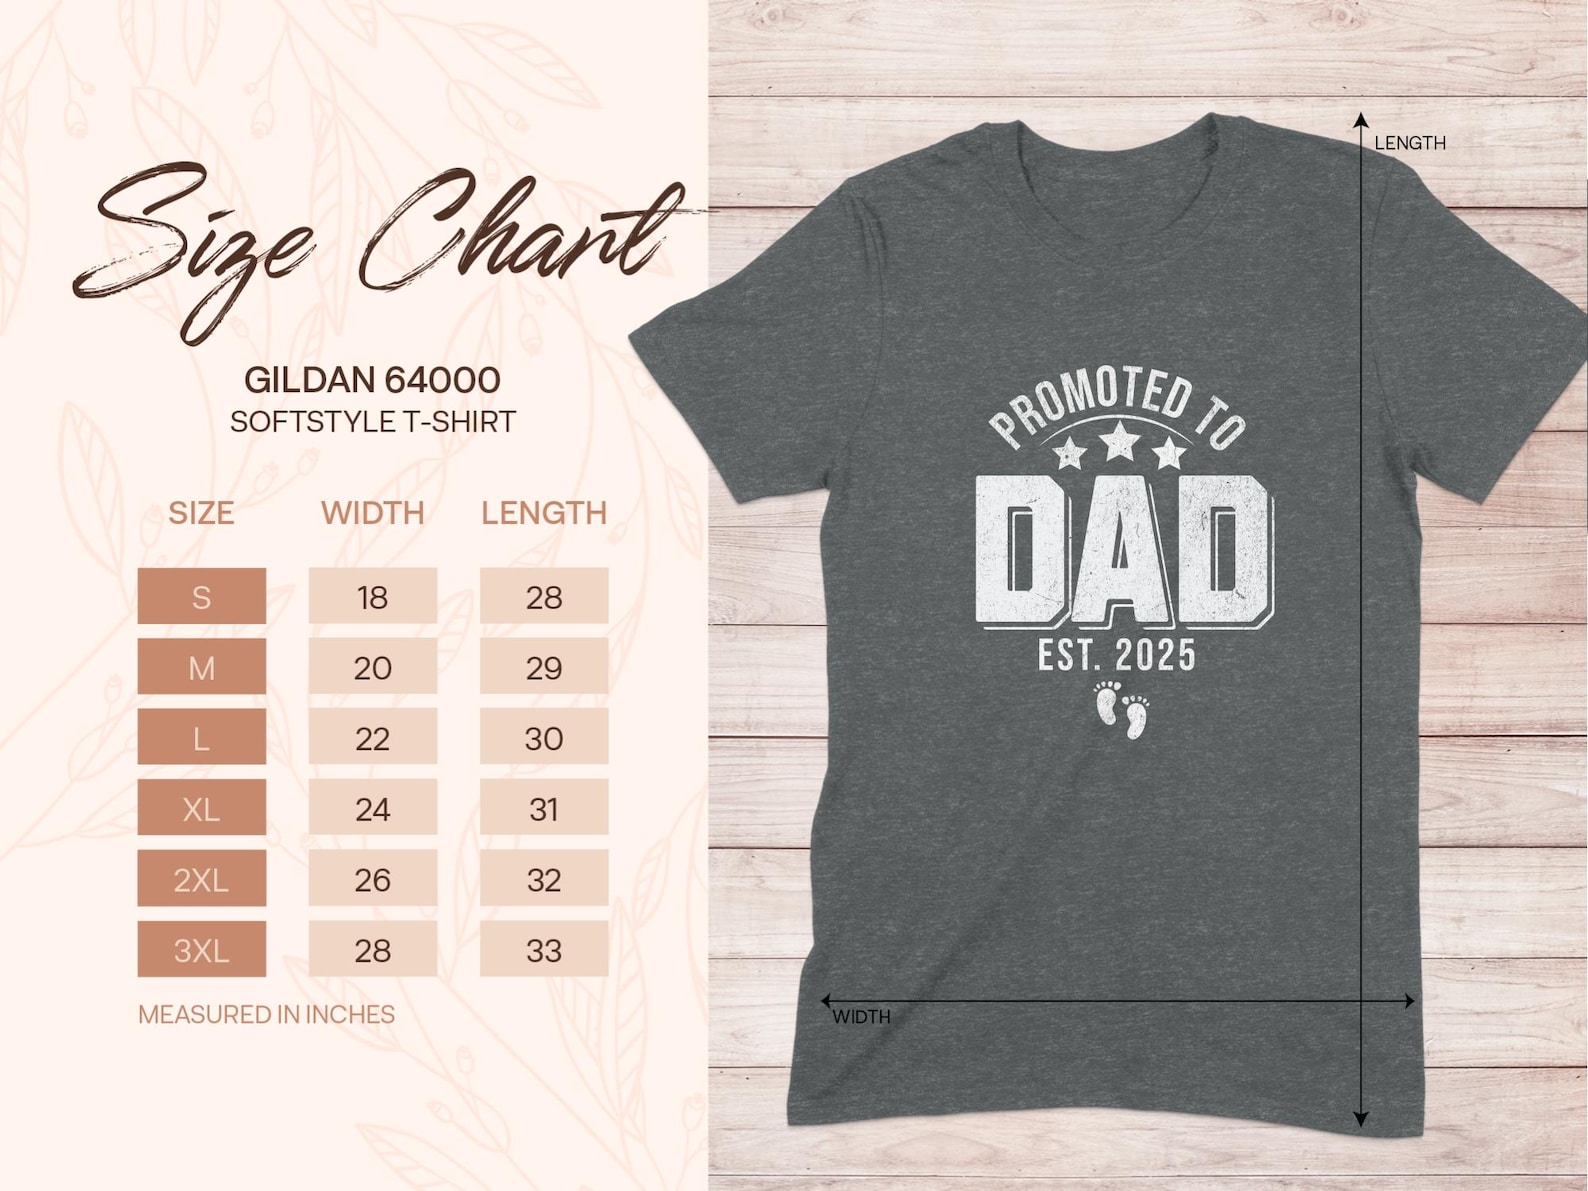 Size Chart
GILDAN 64000
SOFTSTYLE T-SHIRT
SIZE WIDTH LENGTH
S 18 28
M 20 29
L 22 30
XL 24 31
2XL 26 32
3XL 28 33
MEASURED IN INCHES
LENGTH
PROMOTED TO
DAD
EST. 2025
WIDTH